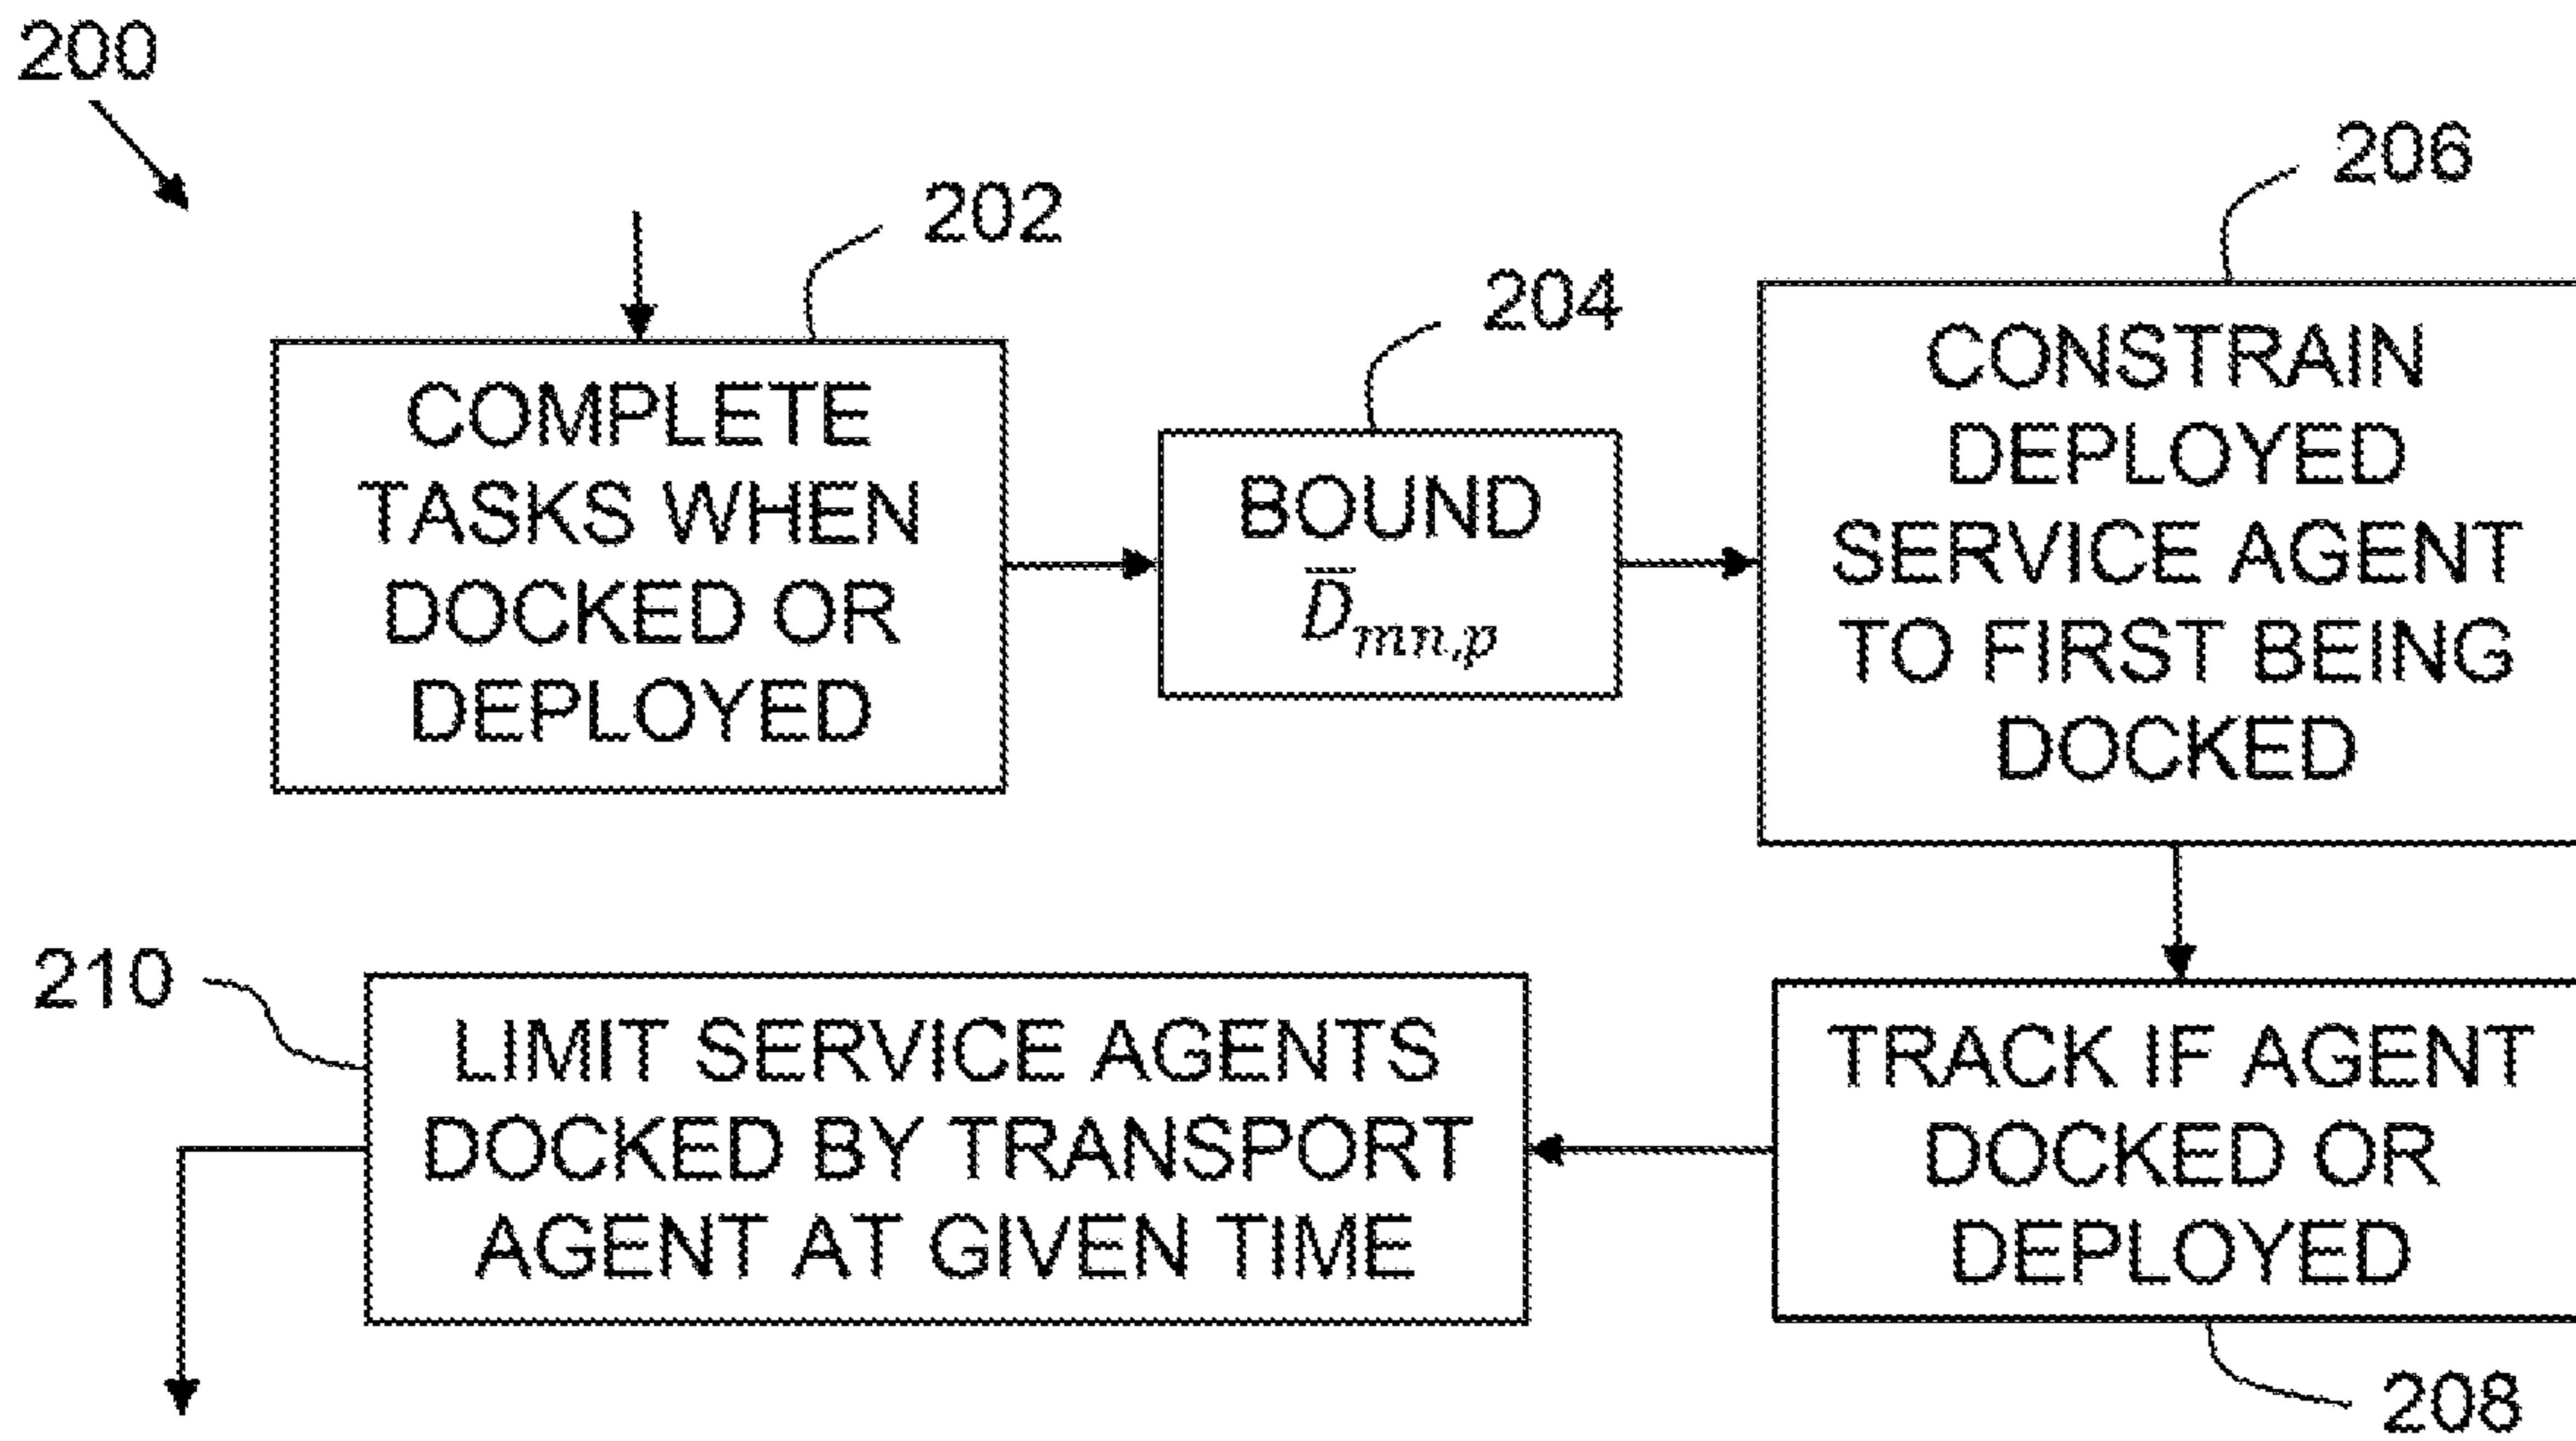 200
202
COMPLETE
TASKS WHEN
DOCKED OR
DEPLOYED
204
BOUND
D̅mn,p
206
CONSTRAIN
DEPLOYED
SERVICE AGENT
TO FIRST BEING
DOCKED
210
LIMIT SERVICE AGENTS
DOCKED BY TRANSPORT
AGENT AT GIVEN TIME
TRACK IF AGENT
DOCKED OR
DEPLOYED
208